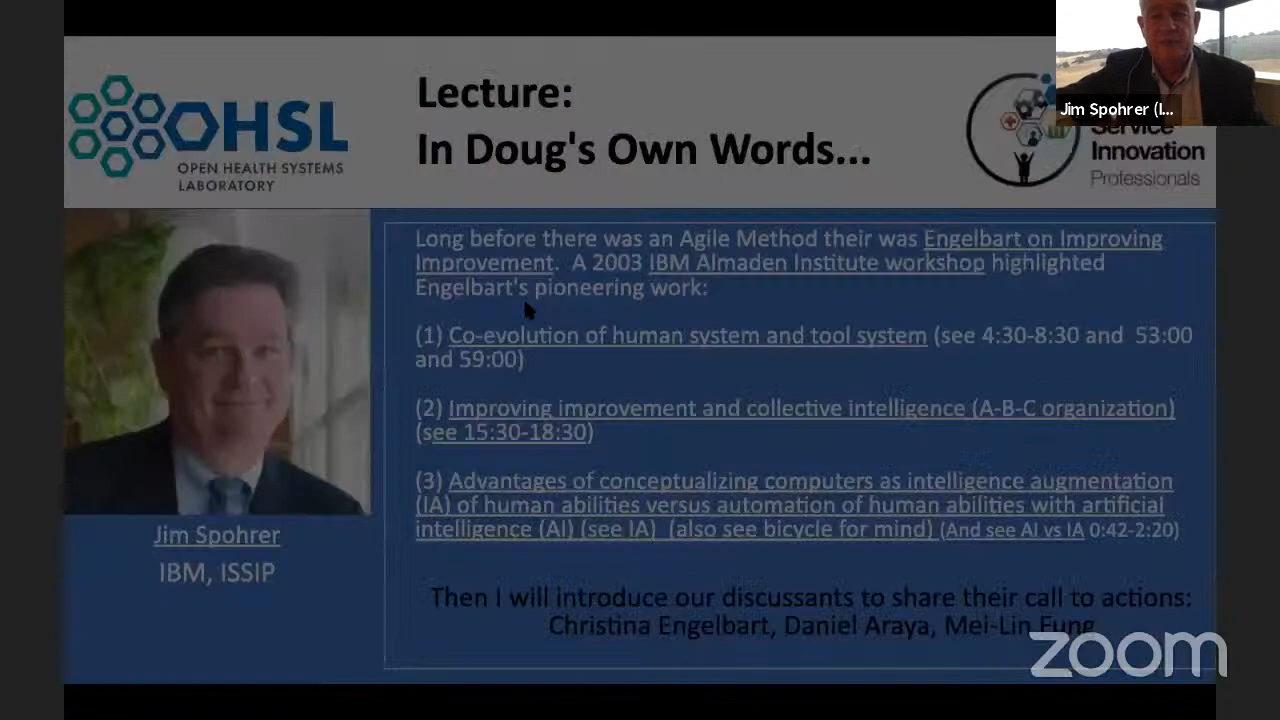 Lecture:
In Doug's Own Words...
OHSL
OPEN HEALTH SYSTEMS
LABORATORY
Jim Spohrer (I...
Service
Innovation
Professionals
Long before there was an Agile Method their was Engelbart on Improving
Improvement. A 2003 IBM Almaden Institute workshop highlighted
Engelbart's pioneering work:
(1) Co-evolution of human system and tool system (see 4:30-8:30 and 53:00
and 59:00)
(2) Improving improvement and collective intelligence (A-B-C organization)
(see 15:30-18:30)
(3) Advantages of conceptualizing computers as intelligence augmentation
(IA) of human abilities versus automation of human abilities with artificial
intelligence (AI) (see IA) (also see bicycle for mind) (And see AI vs IA 0:42-2:20)
Jim Spohrer
IBM, ISSIP
Then I will introduce our discussants to share their call to actions:
Christina Engelbart, Daniel Araya, Mei-Lin Fung
zoom